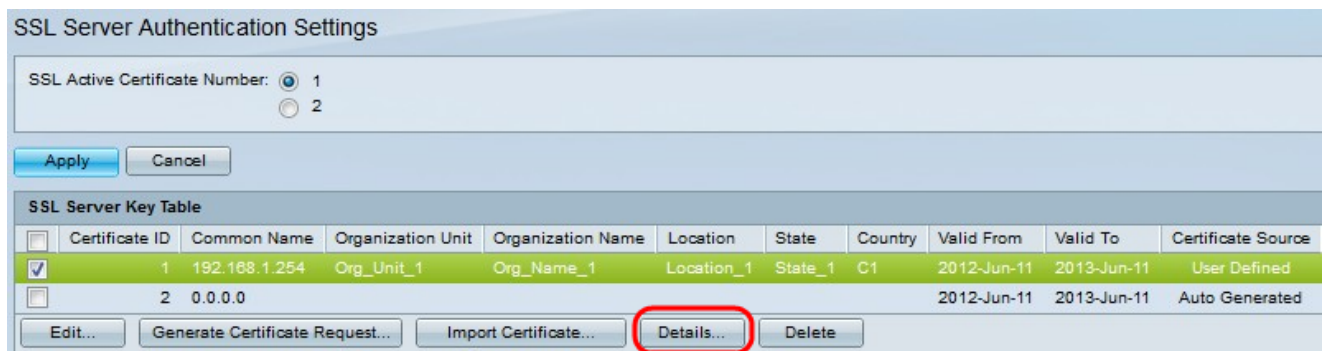 SSL Server Authentication Settings
SSL Active Certificate Number: 1
2
Apply Cancel
SSL Server Key Table
Certificate ID Common Name Organization Unit Organization Name Location State Country Valid From Valid To Certificate Source
1 192.168.1.254 Org_Unit_1 Org_Name_1 Location_1 State_1 C1 2012-Jun-11 2013-Jun-11 User Defined
2 0.0.0.0 2012-Jun-11 2013-Jun-11 Auto Generated
Edit... Generate Certificate Request... Import Certificate... Details... Delete